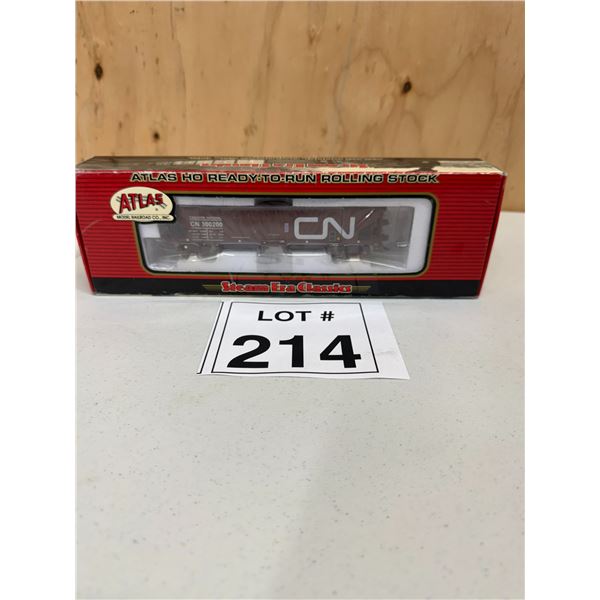 ATLAS HO READY-TO-RUN ROLLING STOCK
ATLAS
MODEL RAILROAD CO., INC.
CN 300200
CN
Steam Era Classics
LOT #
214